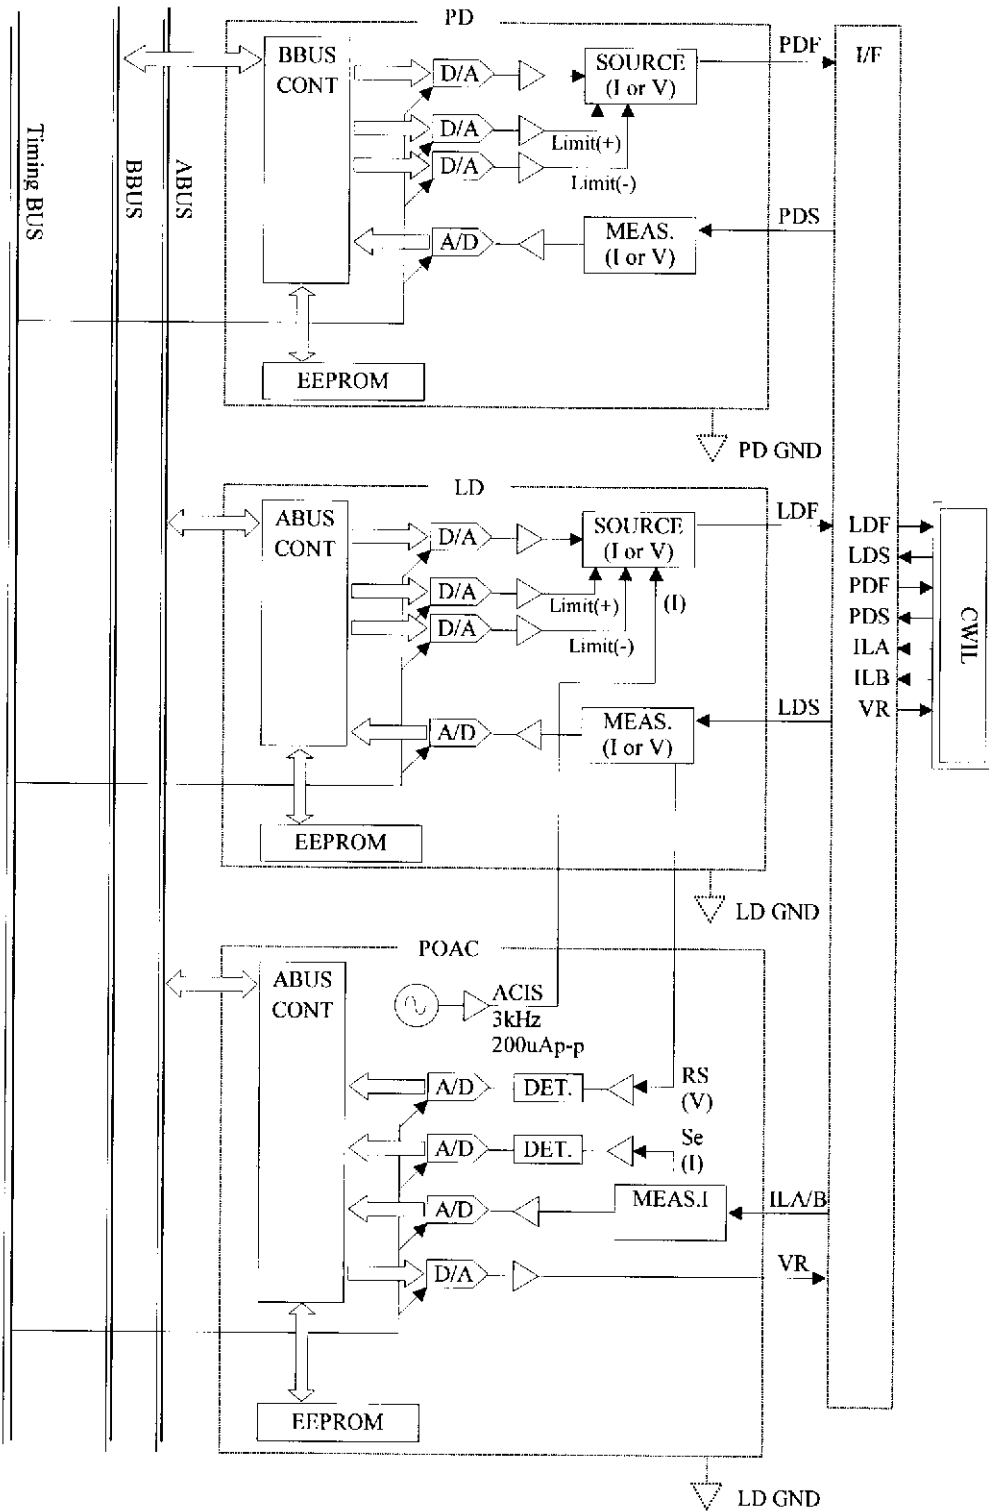 Timing BUS
BBUS
ABUS
PD
BBUS
CONT
D/A
SOURCE
(I or V)
PDF
I/F
D/A
Limit(+)
D/A
Limit(-)
A/D
MEAS.
(I or V)
PDS
EEPROM
PD GND
LD
ABUS
CONT
D/A
SOURCE
(I or V)
LDF
D/A
Limit(+)
(I)
D/A
Limit(-)
A/D
MEAS.
(I or V)
LDS
EEPROM
LD GND
LDF
LDS
PDF
PDS
ILA
ILB
VR
CWIL
POAC
ABUS
CONT
ACIS
3kHz
200uAp-p
A/D
DET.
RS
(V)
A/D
DET.
Se
(I)
A/D
MEAS.I
ILA/B
D/A
VR
EEPROM
LD GND